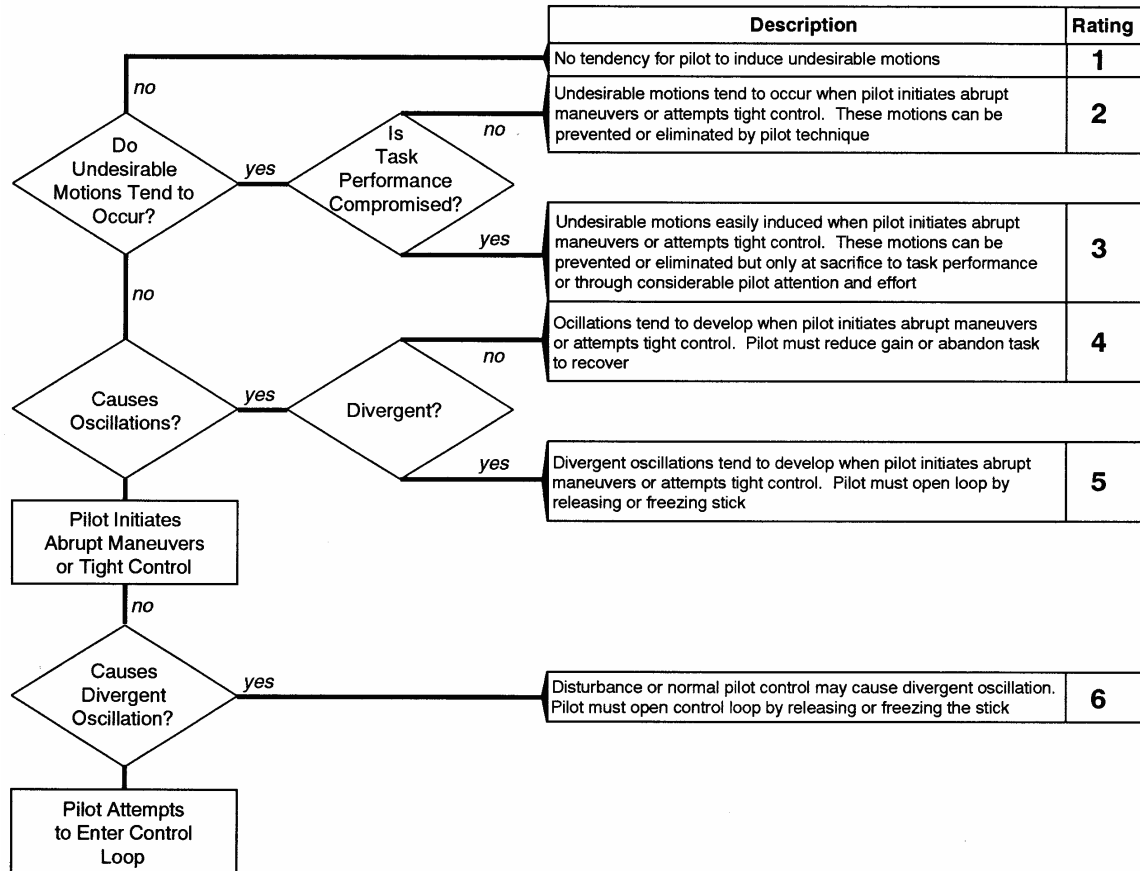 Description
Rating
No tendency for pilot to induce undesirable motions
1
no
Undesirable motions tend to occur when pilot initiates abrupt
maneuvers or attempts tight control. These motions can be
prevented or eliminated by pilot technique
2
no
Do
Undesirable
Motions Tend to
Occur?
yes
Is
Task
Performance
Compromised?
yes
Undesirable motions easily induced when pilot initiates abrupt
maneuvers or attempts tight control. These motions can be
prevented or eliminated but only at sacrifice to task performance
or through considerable pilot attention and effort
3
no
Ocillations tend to develop when pilot initiates abrupt maneuvers
or attempts tight control. Pilot must reduce gain or abandon task
to recover
4
no
Causes
Oscillations?
yes
Divergent?
yes
Divergent oscillations tend to develop when pilot initiates abrupt
maneuvers or attempts tight control. Pilot must open loop by
releasing or freezing stick
5
Pilot Initiates
Abrupt Maneuvers
or Tight Control
no
Causes
Divergent
Oscillation?
yes
Disturbance or normal pilot control may cause divergent oscillation.
Pilot must open control loop by releasing or freezing the stick
6
Pilot Attempts
to Enter Control
Loop